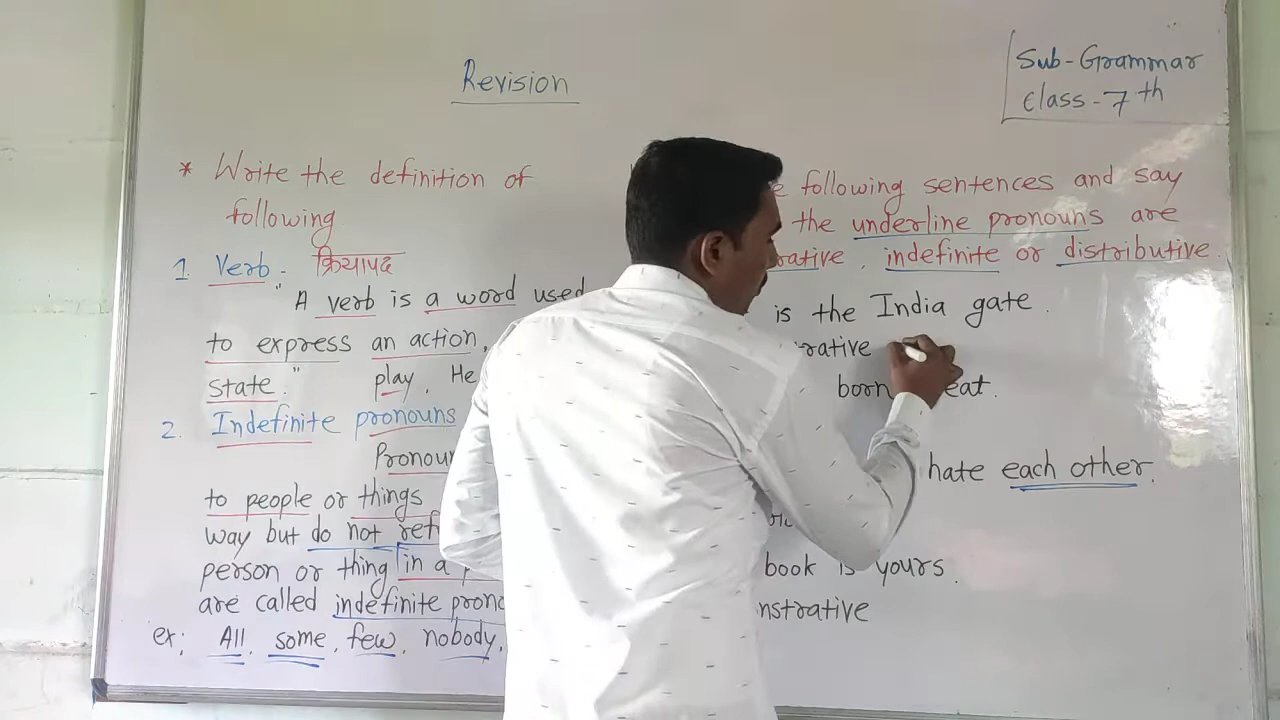 Revision
Sub-Grammar
Class-7th
* Write the definition of
following
1. Verb - क्रियापद
"A verb is a word used
to express an action,
state." play, He
2. Indefinite pronouns
Pronoun
to people or things
way but do not ref
person or thing in a p
are called indefinite prono
ex; All, some, few, nobody,
following sentences and say
the underline pronouns are
rative, indefinite or distributive.
is the India gate.
rative
born eat.
hate each other.
book is yours.
nstrative